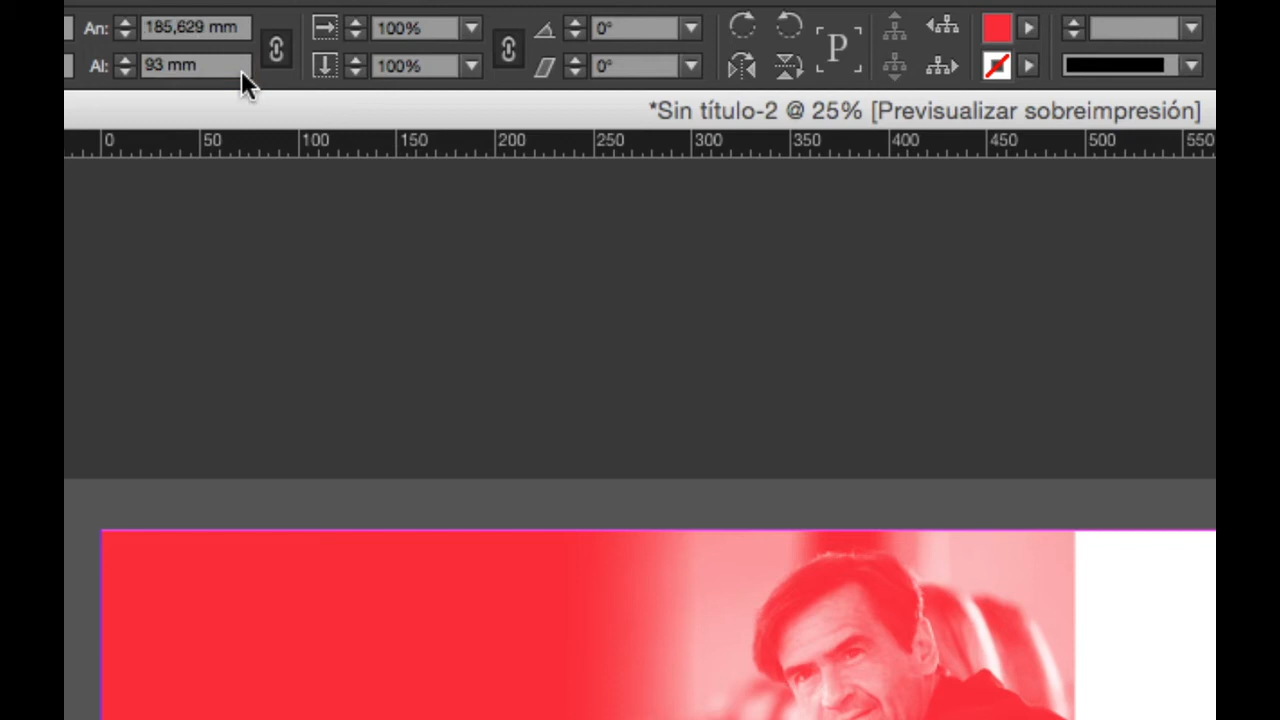 An: 185,629 mm 100% 0°
Al: 93 mm 100% 0°
P
*Sin título-2 @ 25% [Previsualizar sobreimpresión]
0 50 100 150 200 250 300 350 400 450 500 550